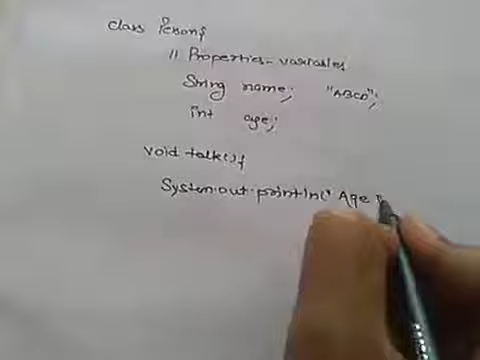 class Person{
// Properties - variables
String name; "ABCD";
int age;
void talk(){
System.out.println(" Age